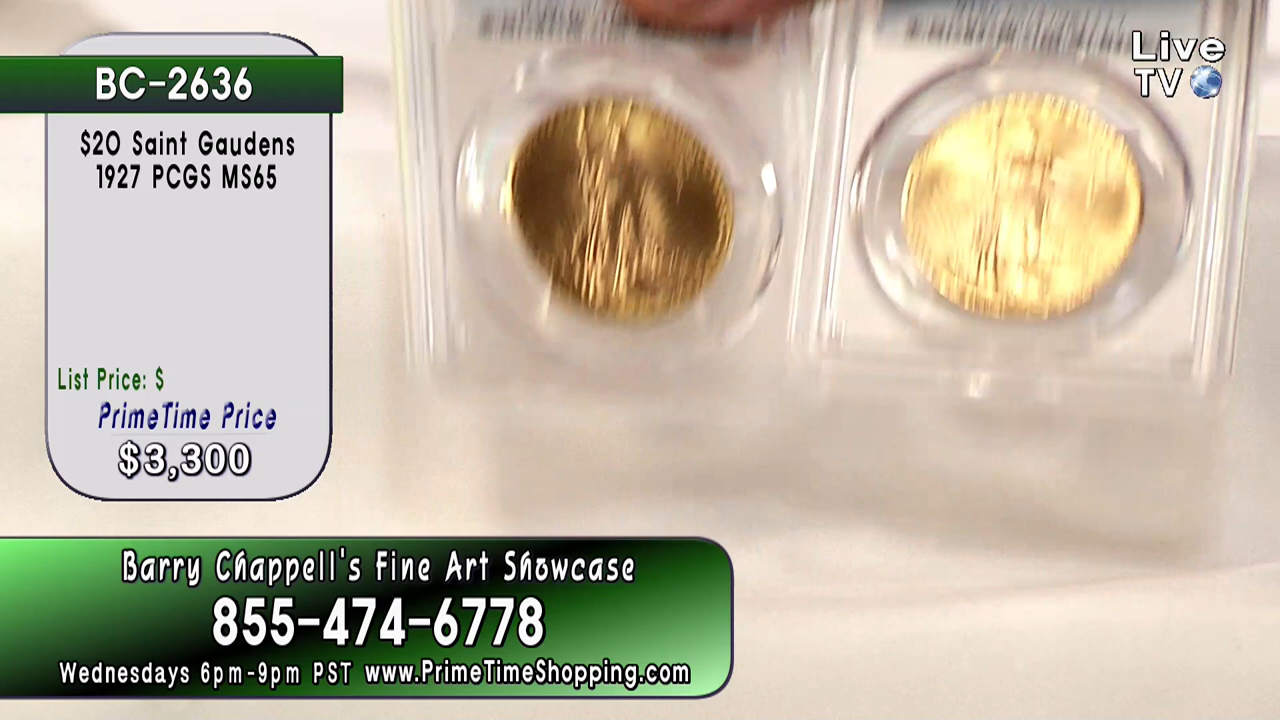 BC-2636
$20 Saint Gaudens
1927 PCGS MS65
List Price: $
PrimeTime Price
$3,300
Live
TV
Barry Chappell's Fine Art Showcase
855-474-6778
Wednesdays 6pm-9pm PST www.PrimeTimeShopping.com